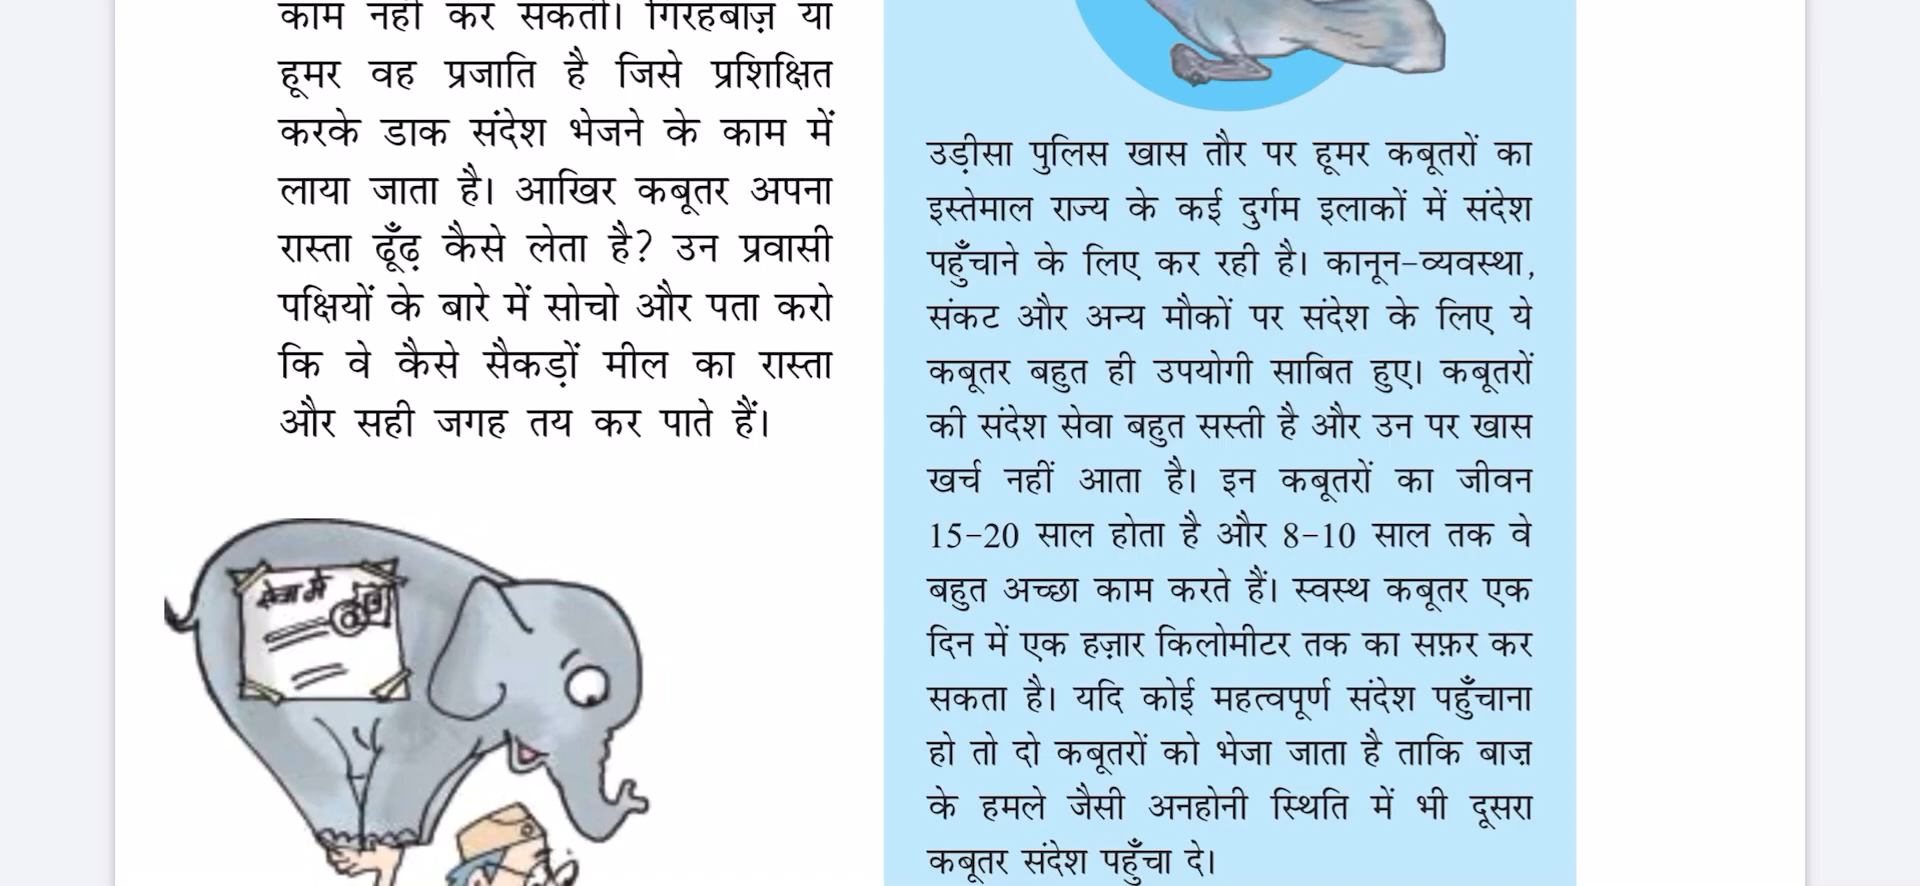 काम नहीं कर सकती। गिरहबाज़ या
हूमर वह प्रजाति है जिसे प्रशिक्षित
करके डाक संदेश भेजने के काम में
लाया जाता है। आखिर कबूतर अपना
रास्ता ढूँढ़ कैसे लेता है? उन प्रवासी
पक्षियों के बारे में सोचो और पता करो
कि वे कैसे सैकड़ों मील का रास्ता
और सही जगह तय कर पाते हैं।
सेवा में
उड़ीसा पुलिस खास तौर पर हूमर कबूतरों का
इस्तेमाल राज्य के कई दुर्गम इलाकों में संदेश
पहुँचाने के लिए कर रही है। कानून-व्यवस्था,
संकट और अन्य मौकों पर संदेश के लिए ये
कबूतर बहुत ही उपयोगी साबित हुए। कबूतरों
की संदेश सेवा बहुत सस्ती है और उन पर खास
खर्च नहीं आता है। इन कबूतरों का जीवन
15-20 साल होता है और 8-10 साल तक वे
बहुत अच्छा काम करते हैं। स्वस्थ कबूतर एक
दिन में एक हज़ार किलोमीटर तक का सफ़र कर
सकता है। यदि कोई महत्वपूर्ण संदेश पहुँचाना
हो तो दो कबूतरों को भेजा जाता है ताकि बाज़
के हमले जैसी अनहोनी स्थिति में भी दूसरा
कबूतर संदेश पहुँचा दे।